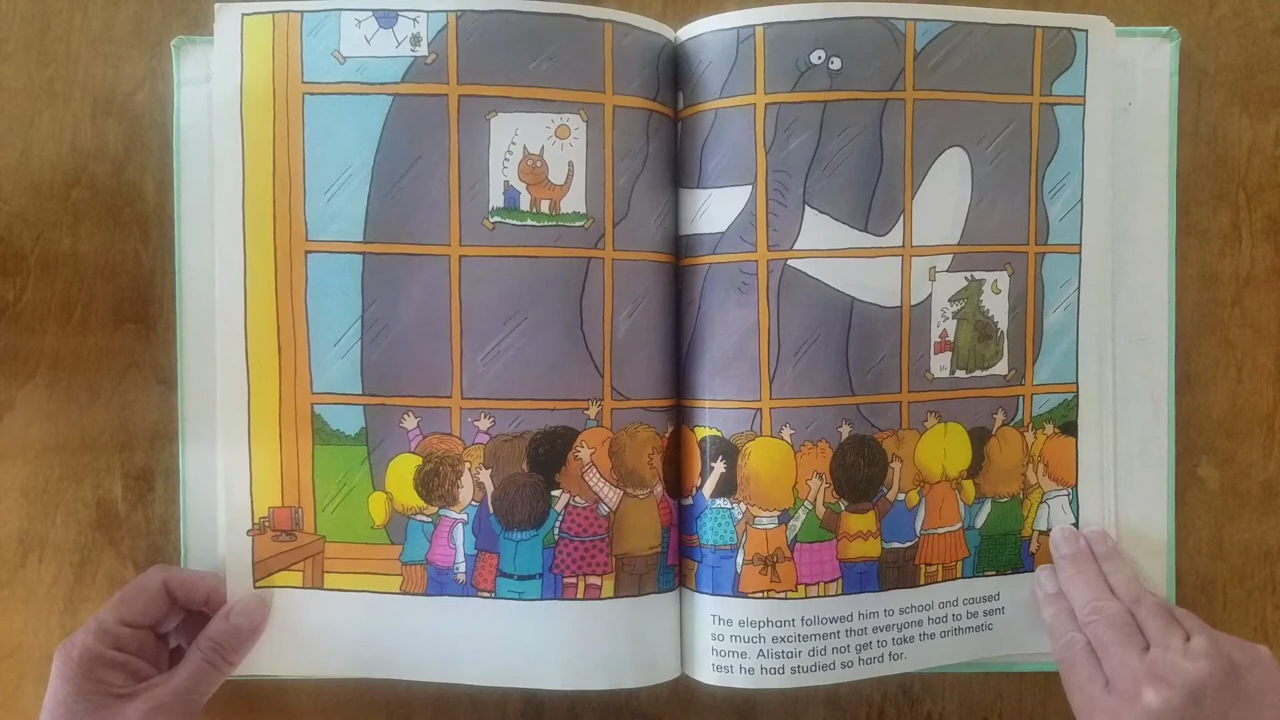 The elephant followed him to school and caused
so much excitement that everyone had to be sent
home. Alistair did not get to take the arithmetic
test he had studied so hard for.